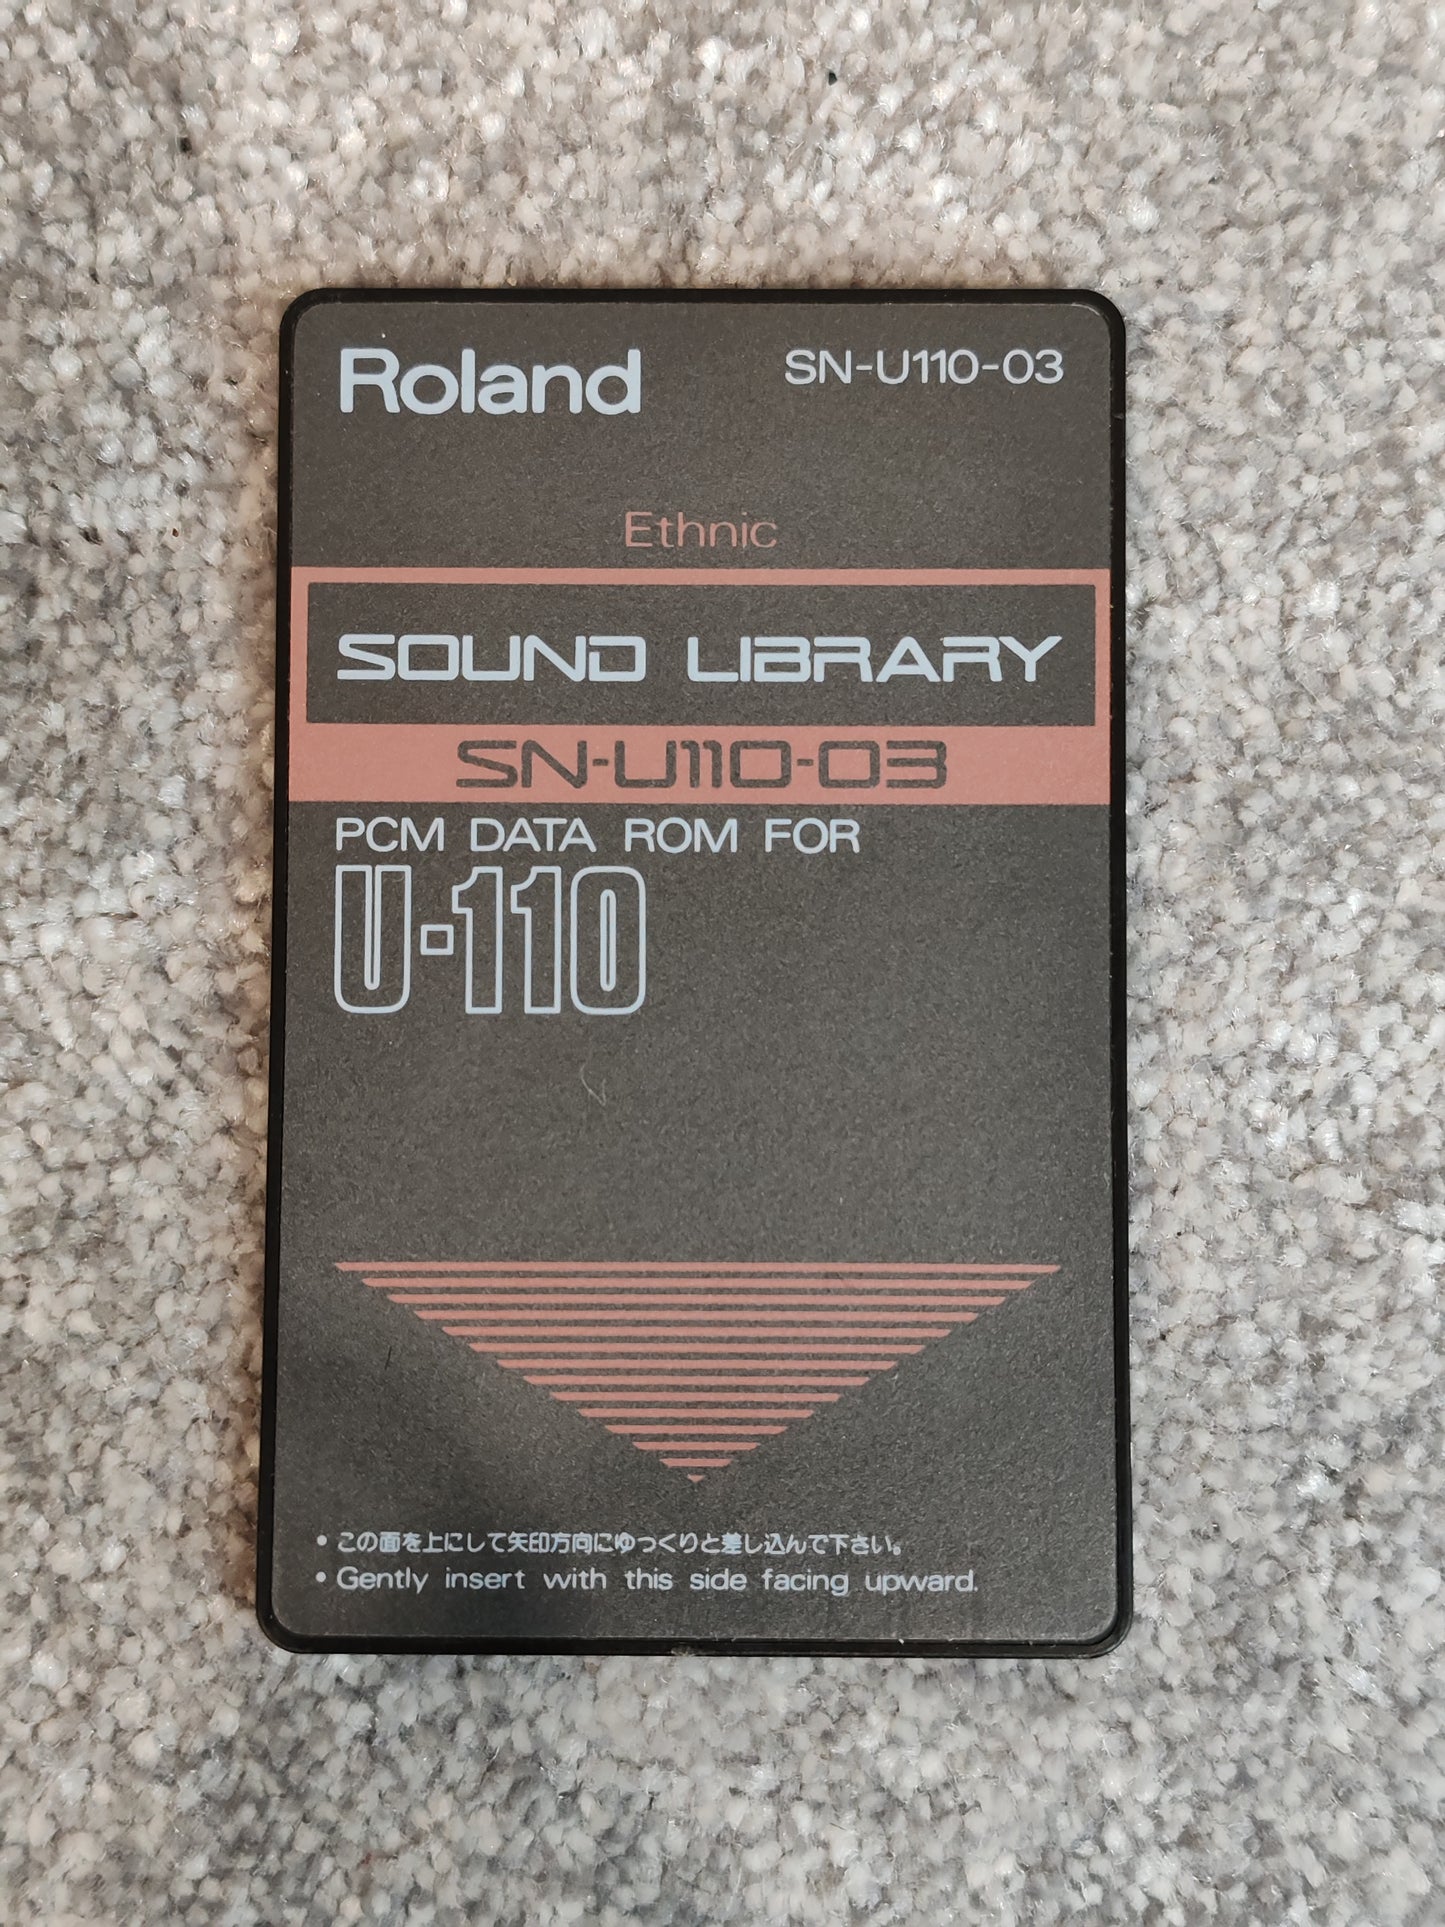 Roland
SN-U110-03
Ethnic
SOUND LIBRARY
SN-U110-03
PCM DATA ROM FOR
U-110
• この面を上にして矢印方向にゆっくりと差し込んで下さい。
• Gently insert with this side facing upward.